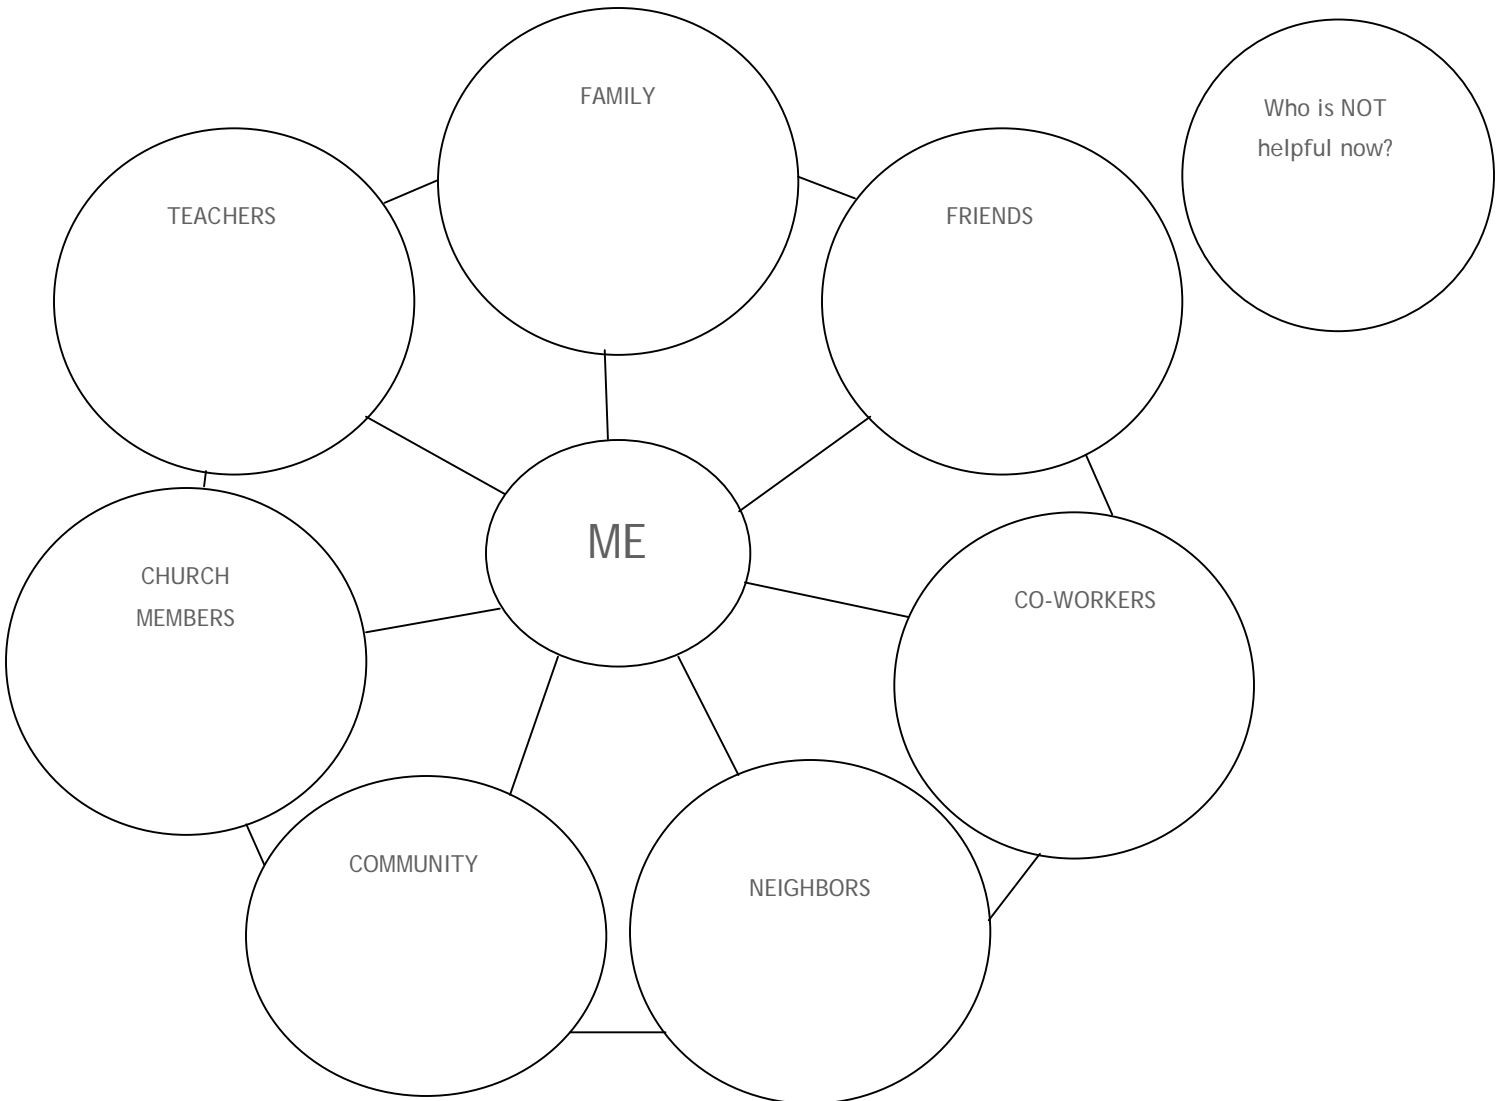 FAMILY
Who is NOT
helpful now?
TEACHERS
FRIENDS
ME
CHURCH
MEMBERS
CO-WORKERS
COMMUNITY
NEIGHBORS